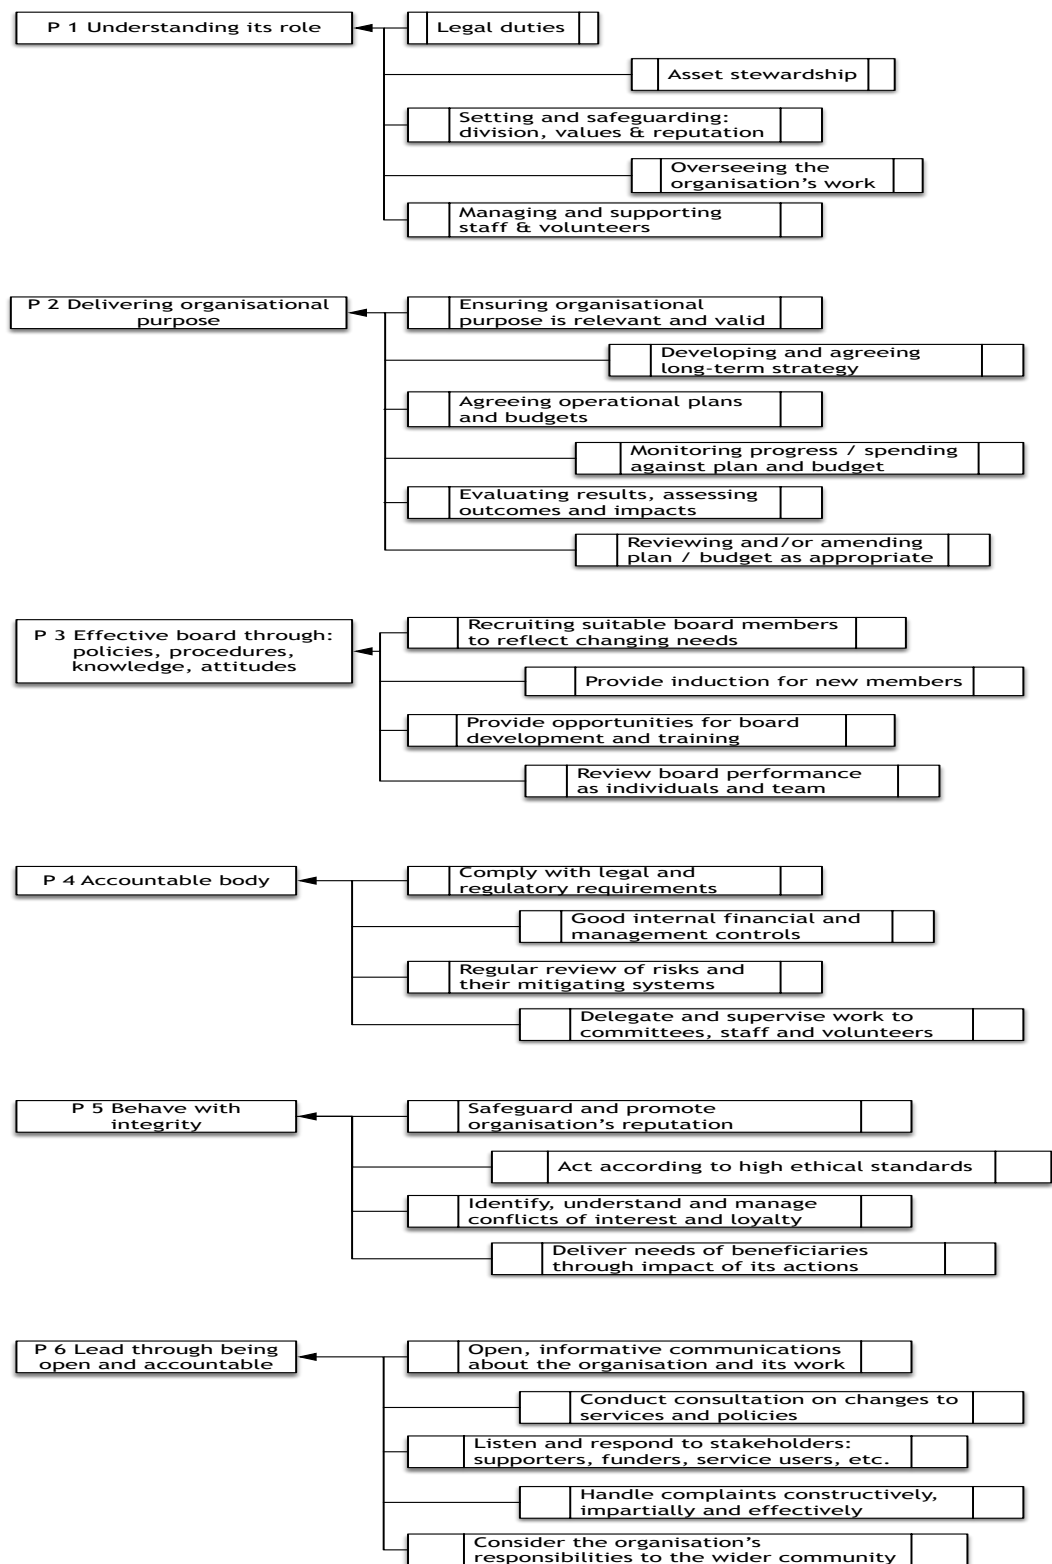 P 1 Understanding its role
Legal duties
Asset stewardship
Setting and safeguarding:
division, values & reputation
Overseeing the
organisation’s work
Managing and supporting
staff & volunteers
P 2 Delivering organisational
purpose
Ensuring organisational
purpose is relevant and valid
Developing and agreeing
long-term strategy
Agreeing operational plans
and budgets
Monitoring progress / spending
against plan and budget
Evaluating results, assessing
outcomes and impacts
Reviewing and/or amending
plan / budget as appropriate
P 3 Effective board through:
policies, procedures,
knowledge, attitudes
Recruiting suitable board members
to reflect changing needs
Provide induction for new members
Provide opportunities for board
development and training
Review board performance
as individuals and team
P 4 Accountable body
Comply with legal and
regulatory requirements
Good internal financial and
management controls
Regular review of risks and
their mitigating systems
Delegate and supervise work to
committees, staff and volunteers
P 5 Behave with
integrity
Safeguard and promote
organisation’s reputation
Act according to high ethical standards
Identify, understand and manage
conflicts of interest and loyalty
Deliver needs of beneficiaries
through impact of its actions
P 6 Lead through being
open and accountable
Open, informative communications
about the organisation and its work
Conduct consultation on changes to
services and policies
Listen and respond to stakeholders:
supporters, funders, service users, etc.
Handle complaints constructively,
impartially and effectively
Consider the organisation’s
responsibilities to the wider community